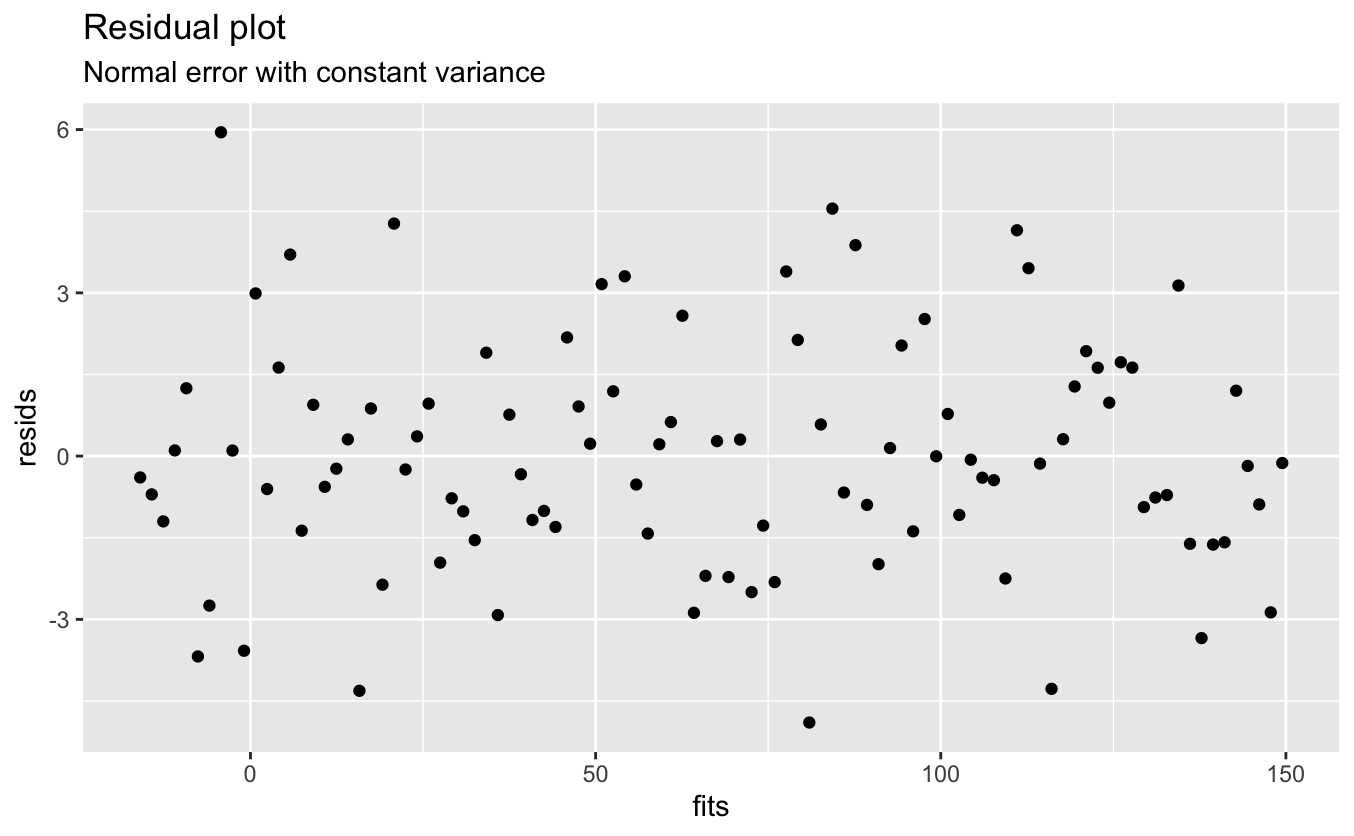 Residual plot
Normal error with constant variance
6
3
0
-3
resids
0 50 100 150
fits